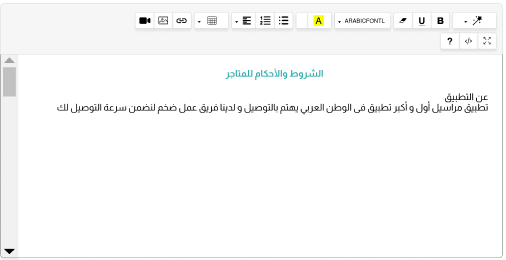 ARABICFONTL
A
B
U
?
الشروط والأحكام للمتاجر
عن التطبيق
تطبيق مراسيل أول و أكبر تطبيق فى الوطن العربي يهتم بالتوصيل و لدينا فريق عمل ضخم لنضمن سرعة التوصيل لك